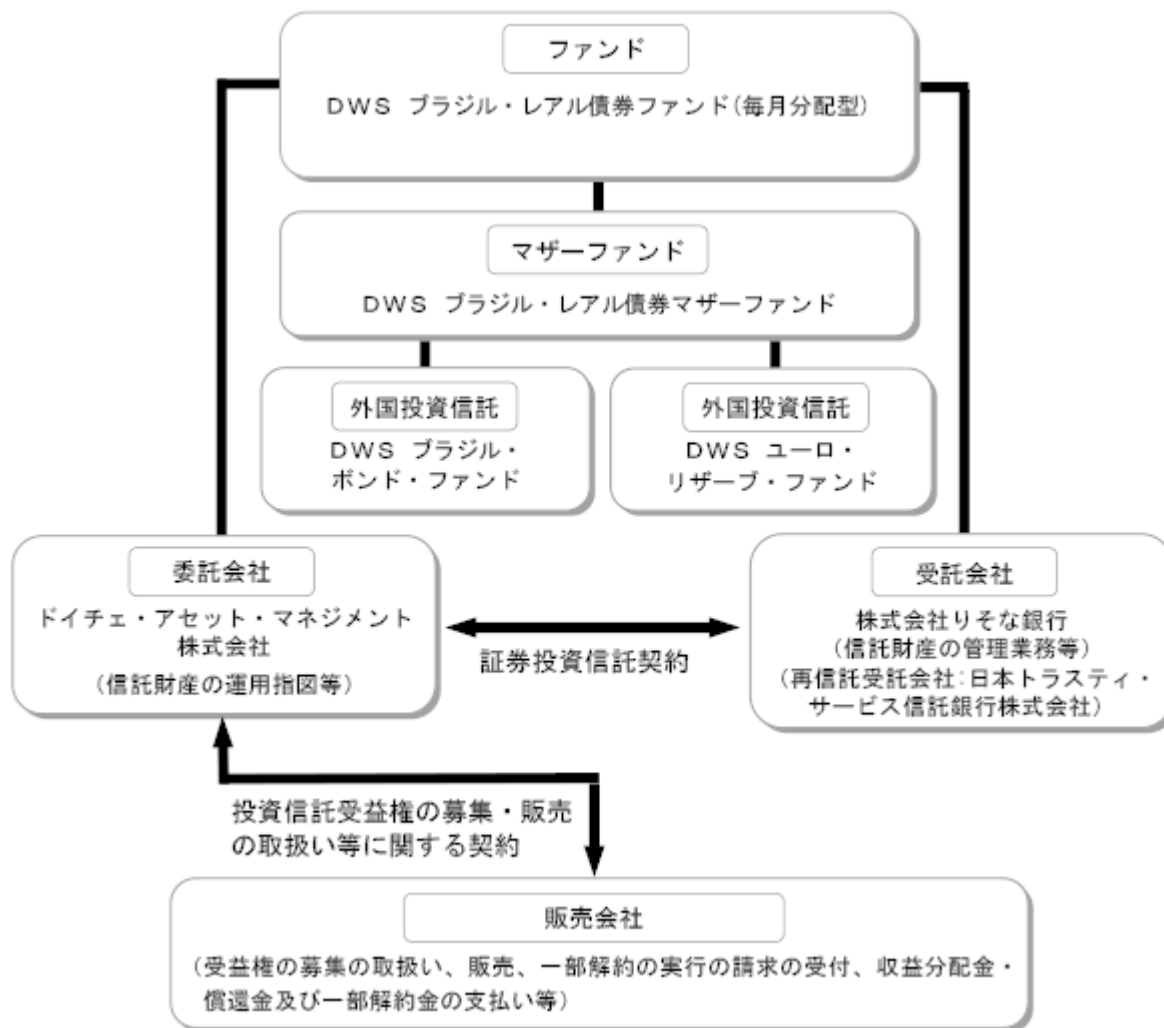 ファンド
DWS ブラジル・レアル債券ファンド(毎月分配型)
マザーファンド
DWS ブラジル・レアル債券マザーファンド
外国投資信託
DWS ブラジル・
ボンド・ファンド
外国投資信託
DWS ユーロ・
リザーブ・ファンド
委託会社
ドイチェ・アセット・マネジメント
株式会社
(信託財産の運用指図等)
証券投資信託契約
受託会社
株式会社りそな銀行
(信託財産の管理業務等)
(再信託受託会社:日本トラスティ・
サービス信託銀行株式会社)
投資信託受益権の募集・販売
の取扱い等に関する契約
販売会社
(受益権の募集の取扱い、販売、一部解約の実行の請求の受付、収益分配金・
償還金及び一部解約金の支払い等)